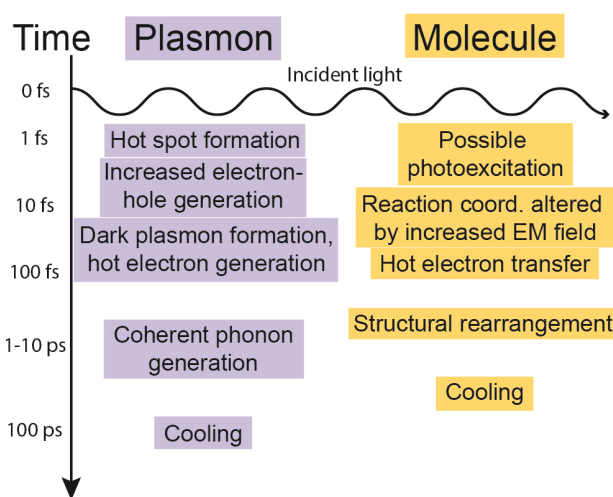 Time Plasmon Molecule
Incident light
0 fs
1 fs
Hot spot formation
Possible
photoexcitation
Increased electron-
hole generation
10 fs
Reaction coord. altered
by increased EM field
Dark plasmon formation,
hot electron generation
Hot electron transfer
100 fs
Structural rearrangement
1-10 ps
Coherent phonon
generation
Cooling
100 ps
Cooling